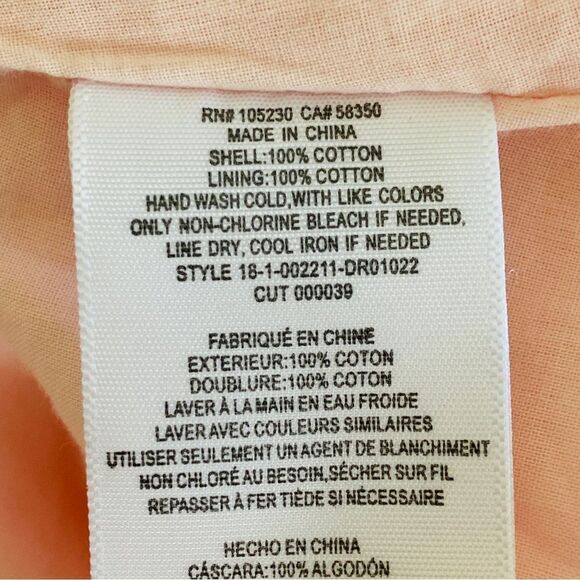 RN# 105230 CA# 58350
MADE IN CHINA
SHELL:100% COTTON
LINING:100% COTTON
HAND WASH COLD,WITH LIKE COLORS
ONLY NON-CHLORINE BLEACH IF NEEDED,
LINE DRY, COOL IRON IF NEEDED
STYLE 18-1-002211-DR01022
CUT 000039
FABRIQUÉ EN CHINE
EXTERIEUR:100% COTON
DOUBLURE:100% COTON
LAVER À LA MAIN EN EAU FROIDE
LAVER AVEC COULEURS SIMILAIRES
UTILISER SEULEMENT UN AGENT DE BLANCHIMENT
NON CHLORÉ AU BESOIN,SÉCHER SUR FIL
REPASSER À FER TIÈDE SI NÉCESSAIRE
HECHO EN CHINA
CÁSCARA:100% ALGODÓN